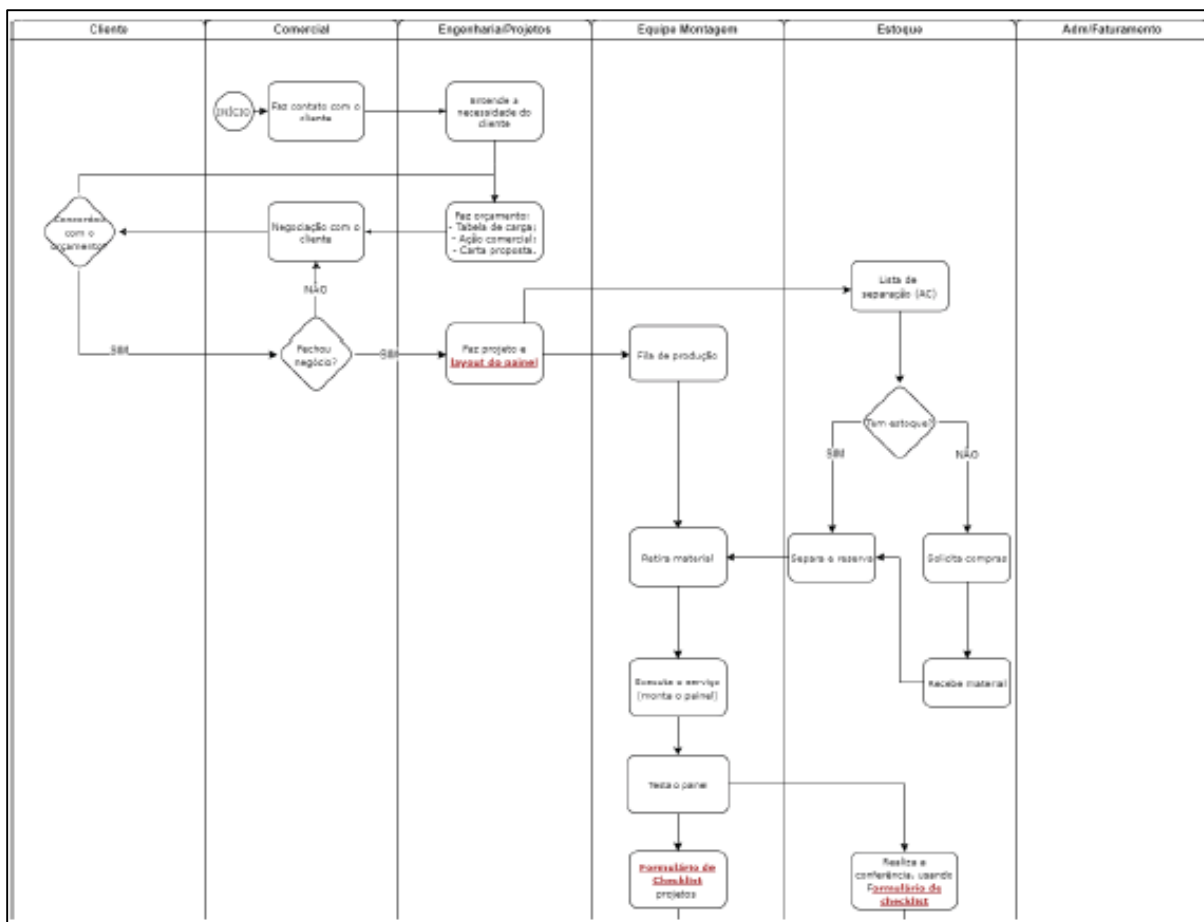 Cliente
Comercial
Engenharia/Projetos
Equipe Montagem
Estoque
Adm/Faturamento
INÍCIO
Faz contato com o
cliente
Entende a
necessidade do
cliente
com o
orçamento?
Negociação com o
cliente
Faz orçamento:
- Tabela de carga;
- Ação comercial;
- Carta proposta.
NÃO
Lista de
separação (AC)
SIM
Fechou
negócio?
SIM
Faz projeto e
layout do painel
Fila de produção
Tem estoque?
SIM
NÃO
Retira material
Separa e reserva
Solicita compras
Executa o serviço
(monta o painel)
Recebe material
Testa o painel
Formulário de
Checklist
projetos
Realiza a
conferência, usando
Formulário de
checklist